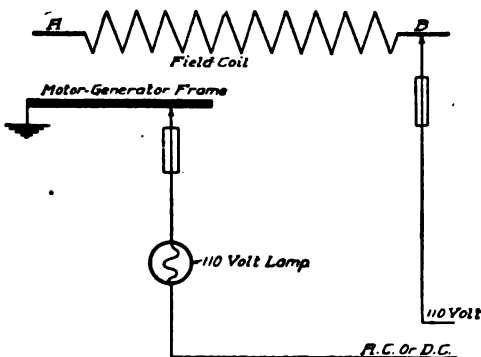 A B
Field Coil
Motor-Generator Frame
110 Volt Lamp
110 Volt
A.C. Or D.C.